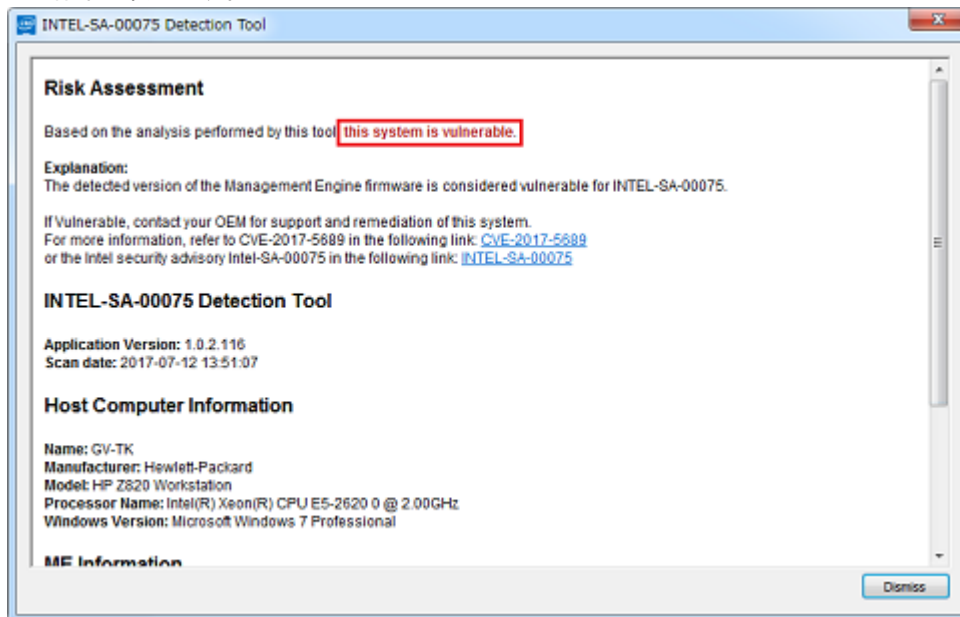 INTEL-SA-00075 Detection Tool
Risk Assessment
Based on the analysis performed by this tool this system is vulnerable.
Explanation:
The detected version of the Management Engine firmware is considered vulnerable for INTEL-SA-00075.
If Vulnerable, contact your OEM for support and remediation of this system.
For more information, refer to CVE-2017-5689 in the following link: CVE-2017-5689
or the Intel security advisory Intel-SA-00075 in the following link: INTEL-SA-00075
INTEL-SA-00075 Detection Tool
Application Version: 1.0.2.116
Scan date: 2017-07-12 13:51:07
Host Computer Information
Name: GV-TK
Manufacturer: Hewlett-Packard
Model: HP Z820 Workstation
Processor Name: Intel(R) Xeon(R) CPU E5-2620 0 @ 2.00GHz
Windows Version: Microsoft Windows 7 Professional
ME Information
Dismiss